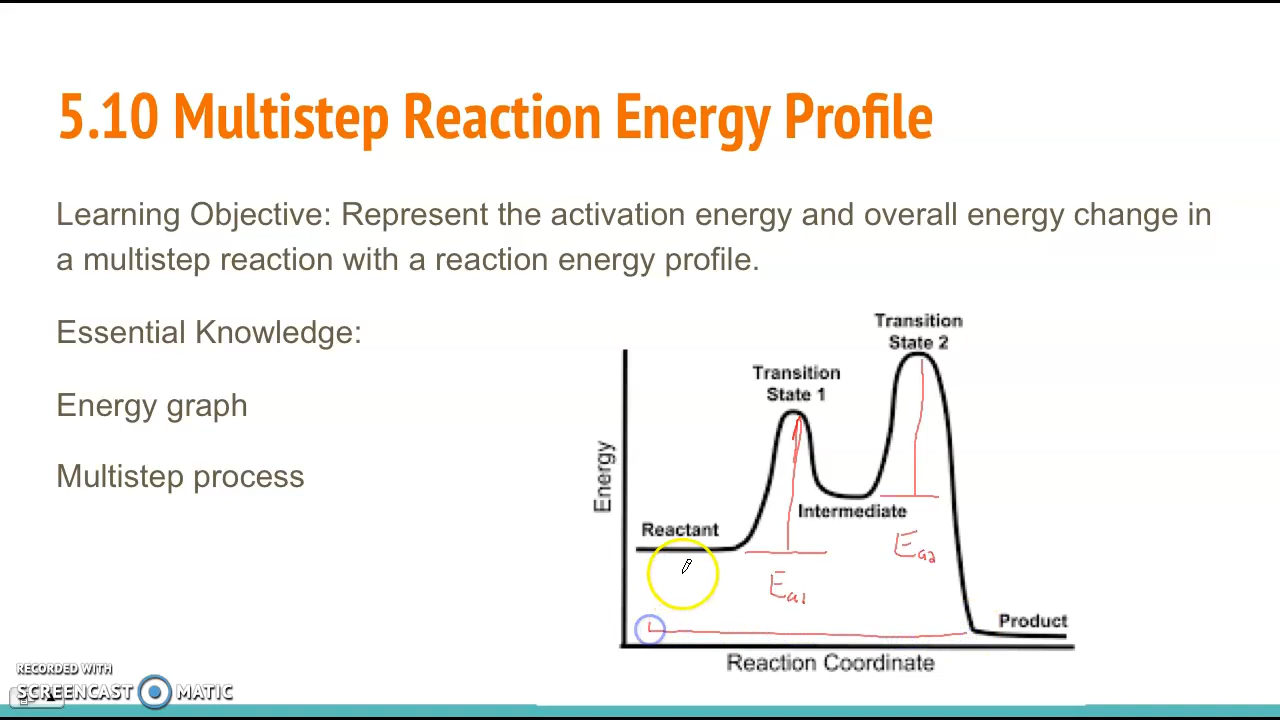 5.10 Multistep Reaction Energy Profile
Learning Objective: Represent the activation energy and overall energy change in
a multistep reaction with a reaction energy profile.
Essential Knowledge:
Energy graph
Multistep process
Transition
State 2
Transition
State 1
Energy
Reactant
Intermediate
Ea2
Ea1
Product
Reaction Coordinate
RECORDED WITH
SCREENCAST MATIC